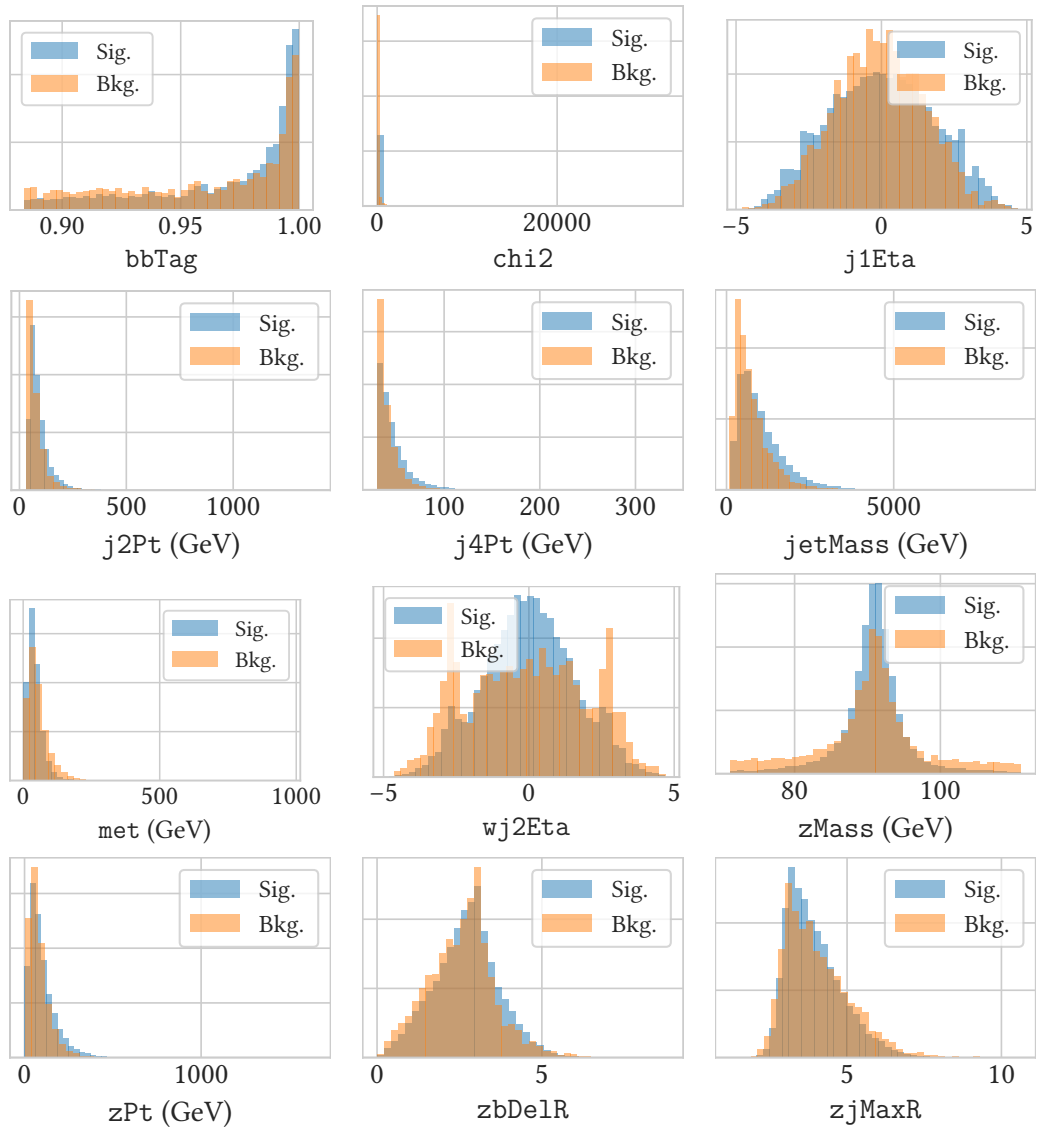 Sig.
Bkg.
0.90 0.95 1.00
bbTag
Sig.
Bkg.
0 20000
chi2
Sig.
Bkg.
−5 0 5
j1Eta
Sig.
Bkg.
0 500 1000
j2Pt (GeV)
Sig.
Bkg.
100 200 300
j4Pt (GeV)
Sig.
Bkg.
0 5000
jetMass (GeV)
Sig.
Bkg.
0 500 1000
met (GeV)
Sig.
Bkg.
−5 0 5
wj2Eta
Sig.
Bkg.
80 100
zMass (GeV)
Sig.
Bkg.
0 1000
zPt (GeV)
Sig.
Bkg.
0 5
zbDelR
Sig.
Bkg.
5 10
zjMaxR